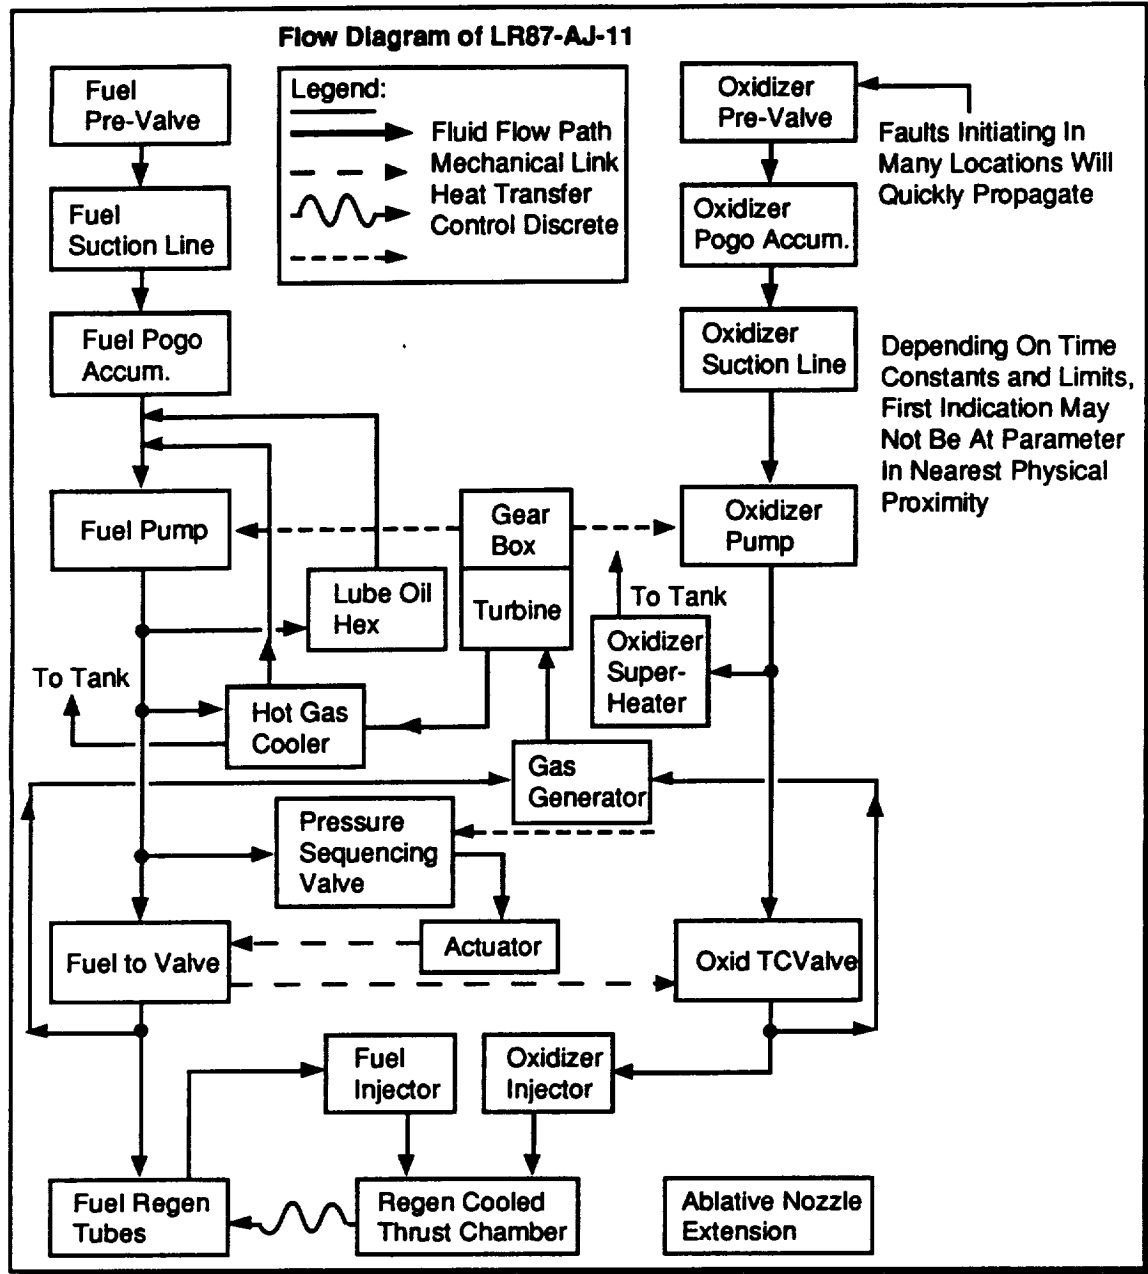 Flow Diagram of LR87-AJ-11
Fuel
Pre-Valve
Legend:
Fluid Flow Path
Mechanical Link
Heat Transfer
Control Discrete
Oxidizer
Pre-Valve
Faults Initiating In
Many Locations Will
Quickly Propagate
Fuel
Suction Line
Oxidizer
Pogo Accum.
Fuel Pogo
Accum.
Oxidizer
Suction Line
Depending On Time
Constants and Limits,
First Indication May
Not Be At Parameter
In Nearest Physical
Proximity
Fuel Pump
Gear
Box
Oxidizer
Pump
Lube Oil
Hex
Turbine
To Tank
Oxidizer
Super-
Heater
To Tank
Hot Gas
Cooler
Gas
Generator
Pressure
Sequencing
Valve
Fuel to Valve
Actuator
Oxid TCValve
Fuel
Injector
Oxidizer
Injector
Fuel Regen
Tubes
Regen Cooled
Thrust Chamber
Ablative Nozzle
Extension